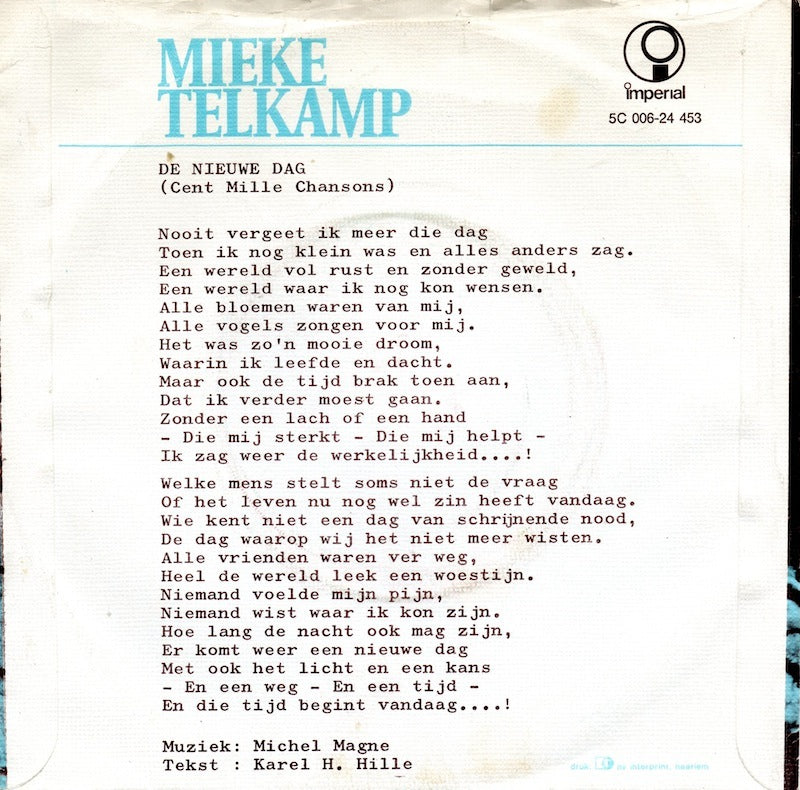 MIEKE
TELKAMP
imperial
5C 006-24 453
DE NIEUWE DAG
(Cent Mille Chansons)
Nooit vergeet ik meer die dag
Toen ik nog klein was en alles anders zag.
Een wereld vol rust en zonder geweld,
Een wereld waar ik nog kon wensen.
Alle bloemen waren van mij,
Alle vogels zongen voor mij.
Het was zo'n mooie droom,
Waarin ik leefde en dacht.
Maar ook de tijd brak toen aan,
Dat ik verder moest gaan.
Zonder een lach of een hand
- Die mij sterkt - Die mij helpt -
Ik zag weer de werkelijkheid....!
Welke mens stelt soms niet de vraag
Of het leven nu nog wel zin heeft vandaag.
Wie kent niet een dag van schrijnende nood,
De dag waarop wij het niet meer wisten.
Alle vrienden waren ver weg,
Heel de wereld leek een woestijn.
Niemand voelde mijn pijn,
Niemand wist waar ik kon zijn.
Hoe lang de nacht ook mag zijn,
Er komt weer een nieuwe dag
Met ook het licht en een kans
- En een weg - En een tijd -
En die tijd begint vandaag....!
Muziek: Michel Magne
Tekst : Karel H. Hille
druk: nv interprint, haarlem